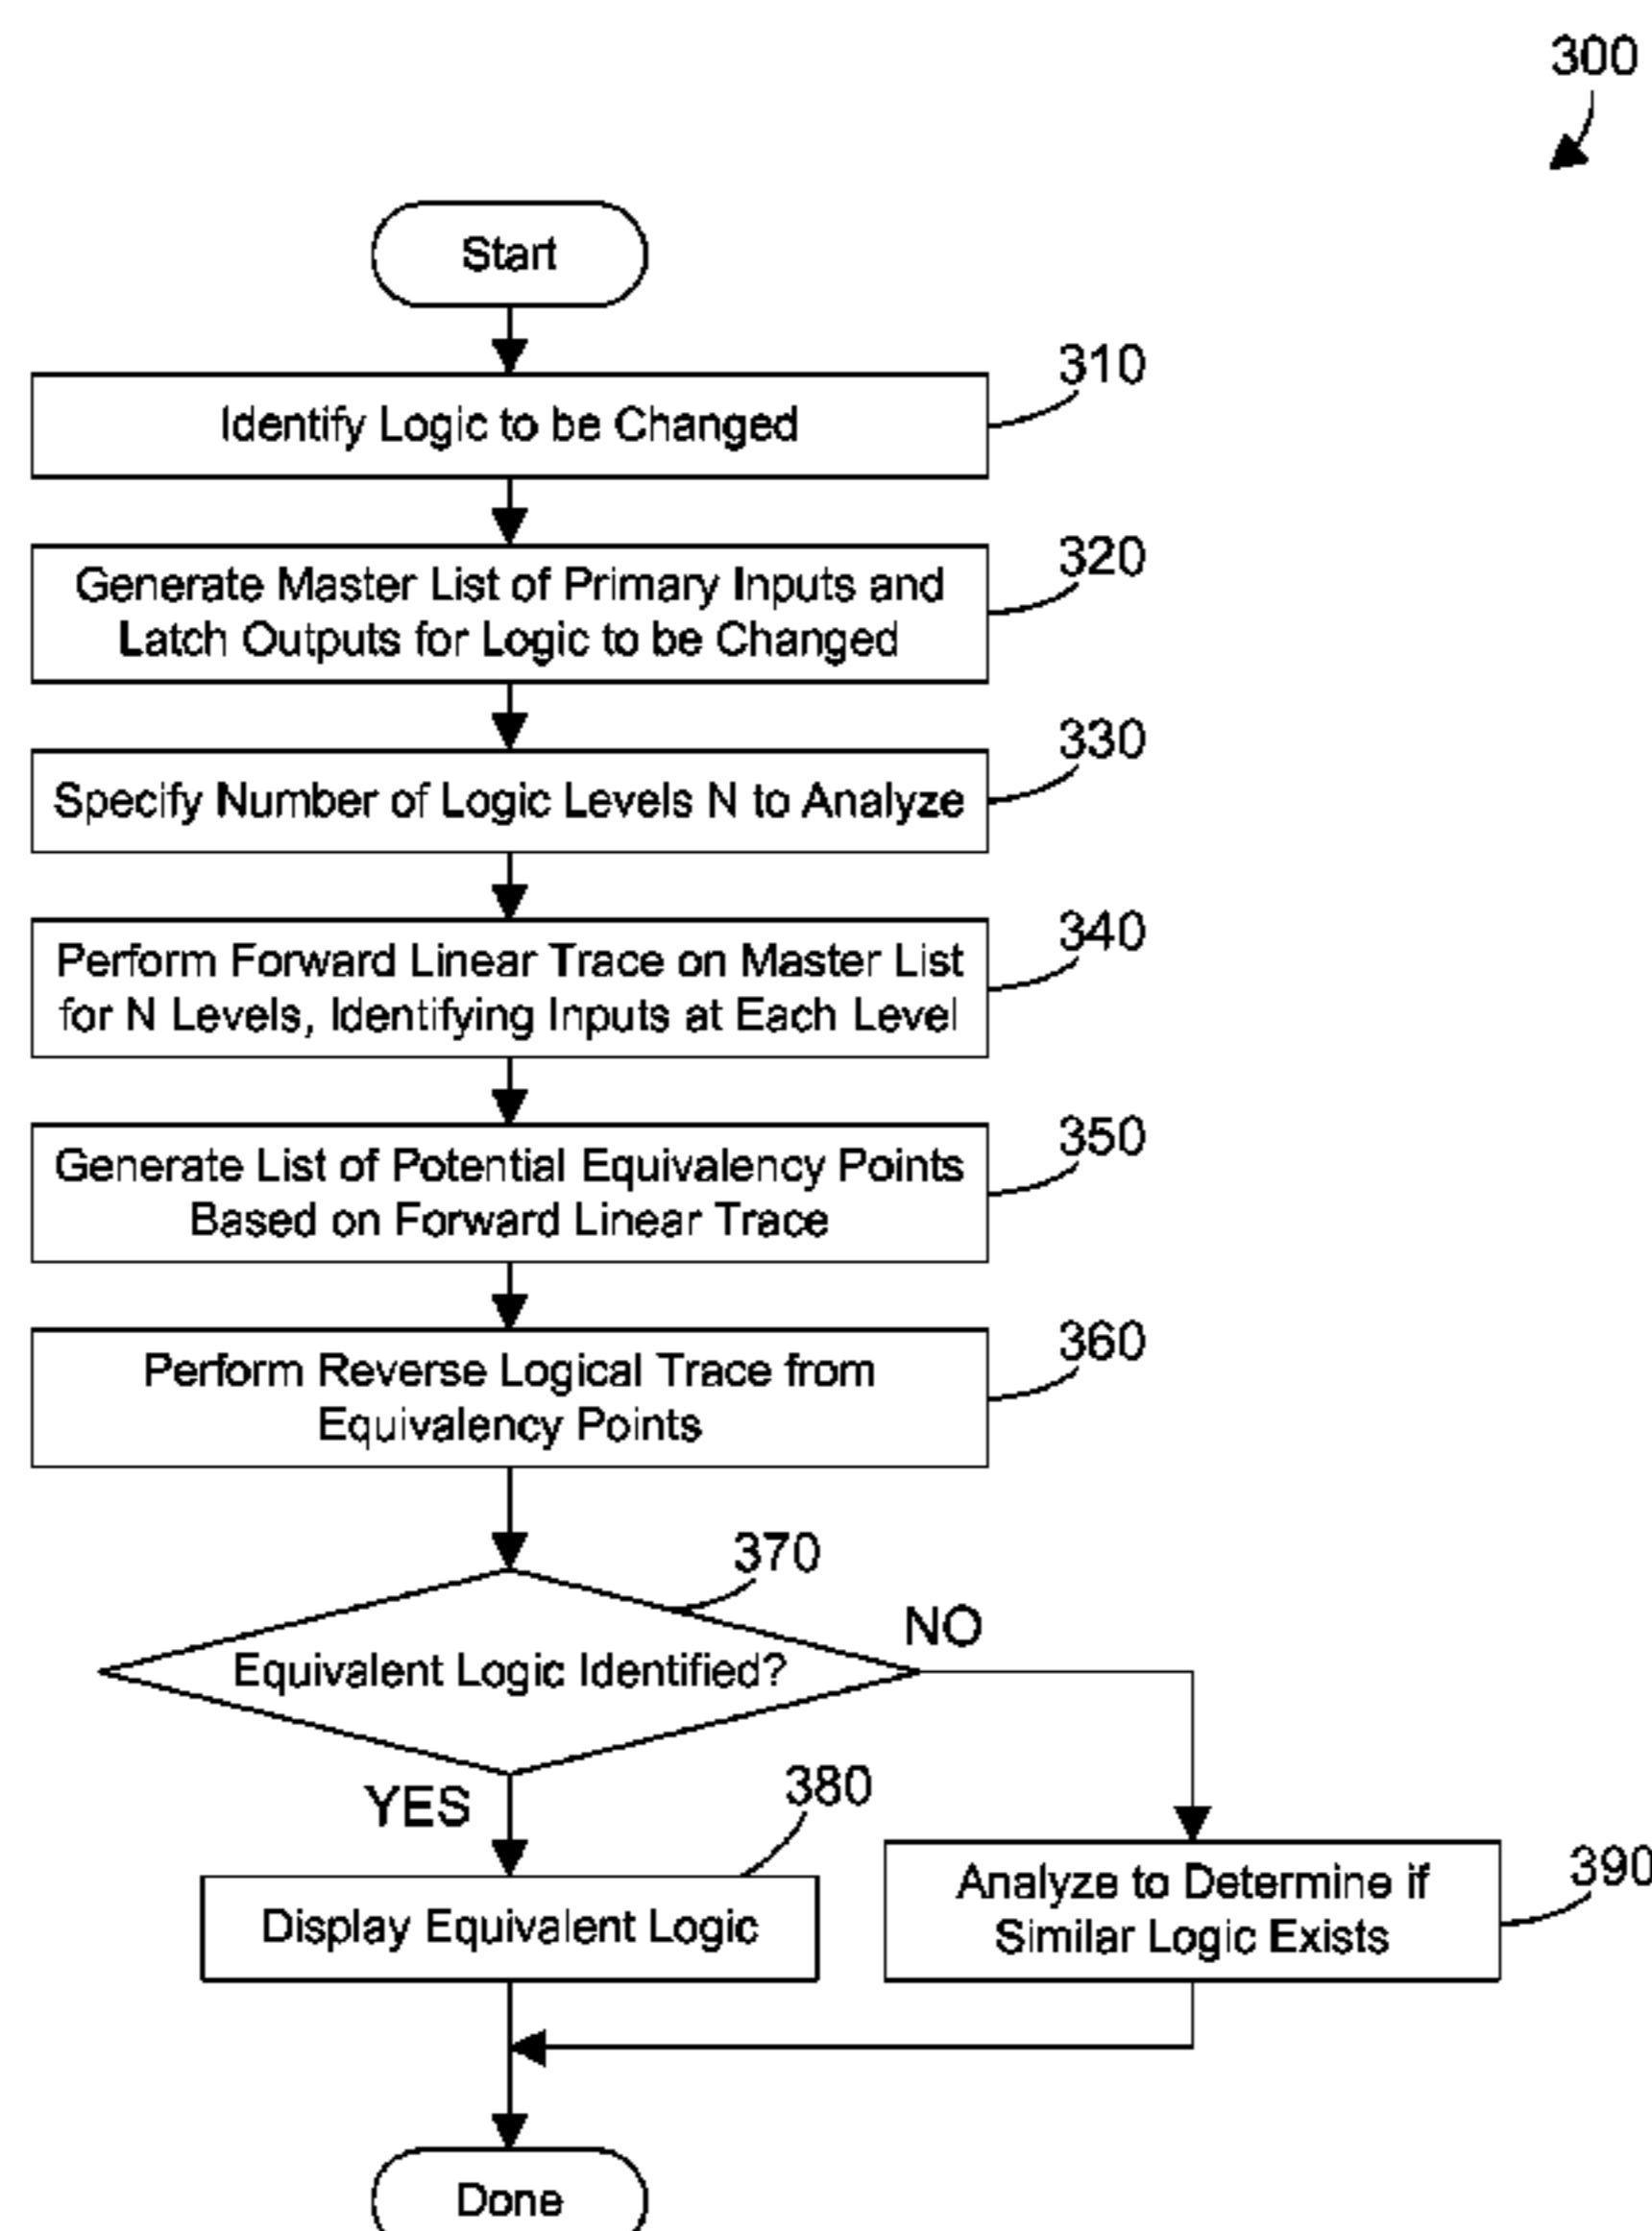 300
Start
310
Identify Logic to be Changed
320
Generate Master List of Primary Inputs and
Latch Outputs for Logic to be Changed
330
Specify Number of Logic Levels N to Analyze
340
Perform Forward Linear Trace on Master List
for N Levels, Identifying Inputs at Each Level
350
Generate List of Potential Equivalency Points
Based on Forward Linear Trace
360
Perform Reverse Logical Trace from
Equivalency Points
370
Equivalent Logic Identified?
NO
YES
380
Display Equivalent Logic
390
Analyze to Determine if
Similar Logic Exists
Done